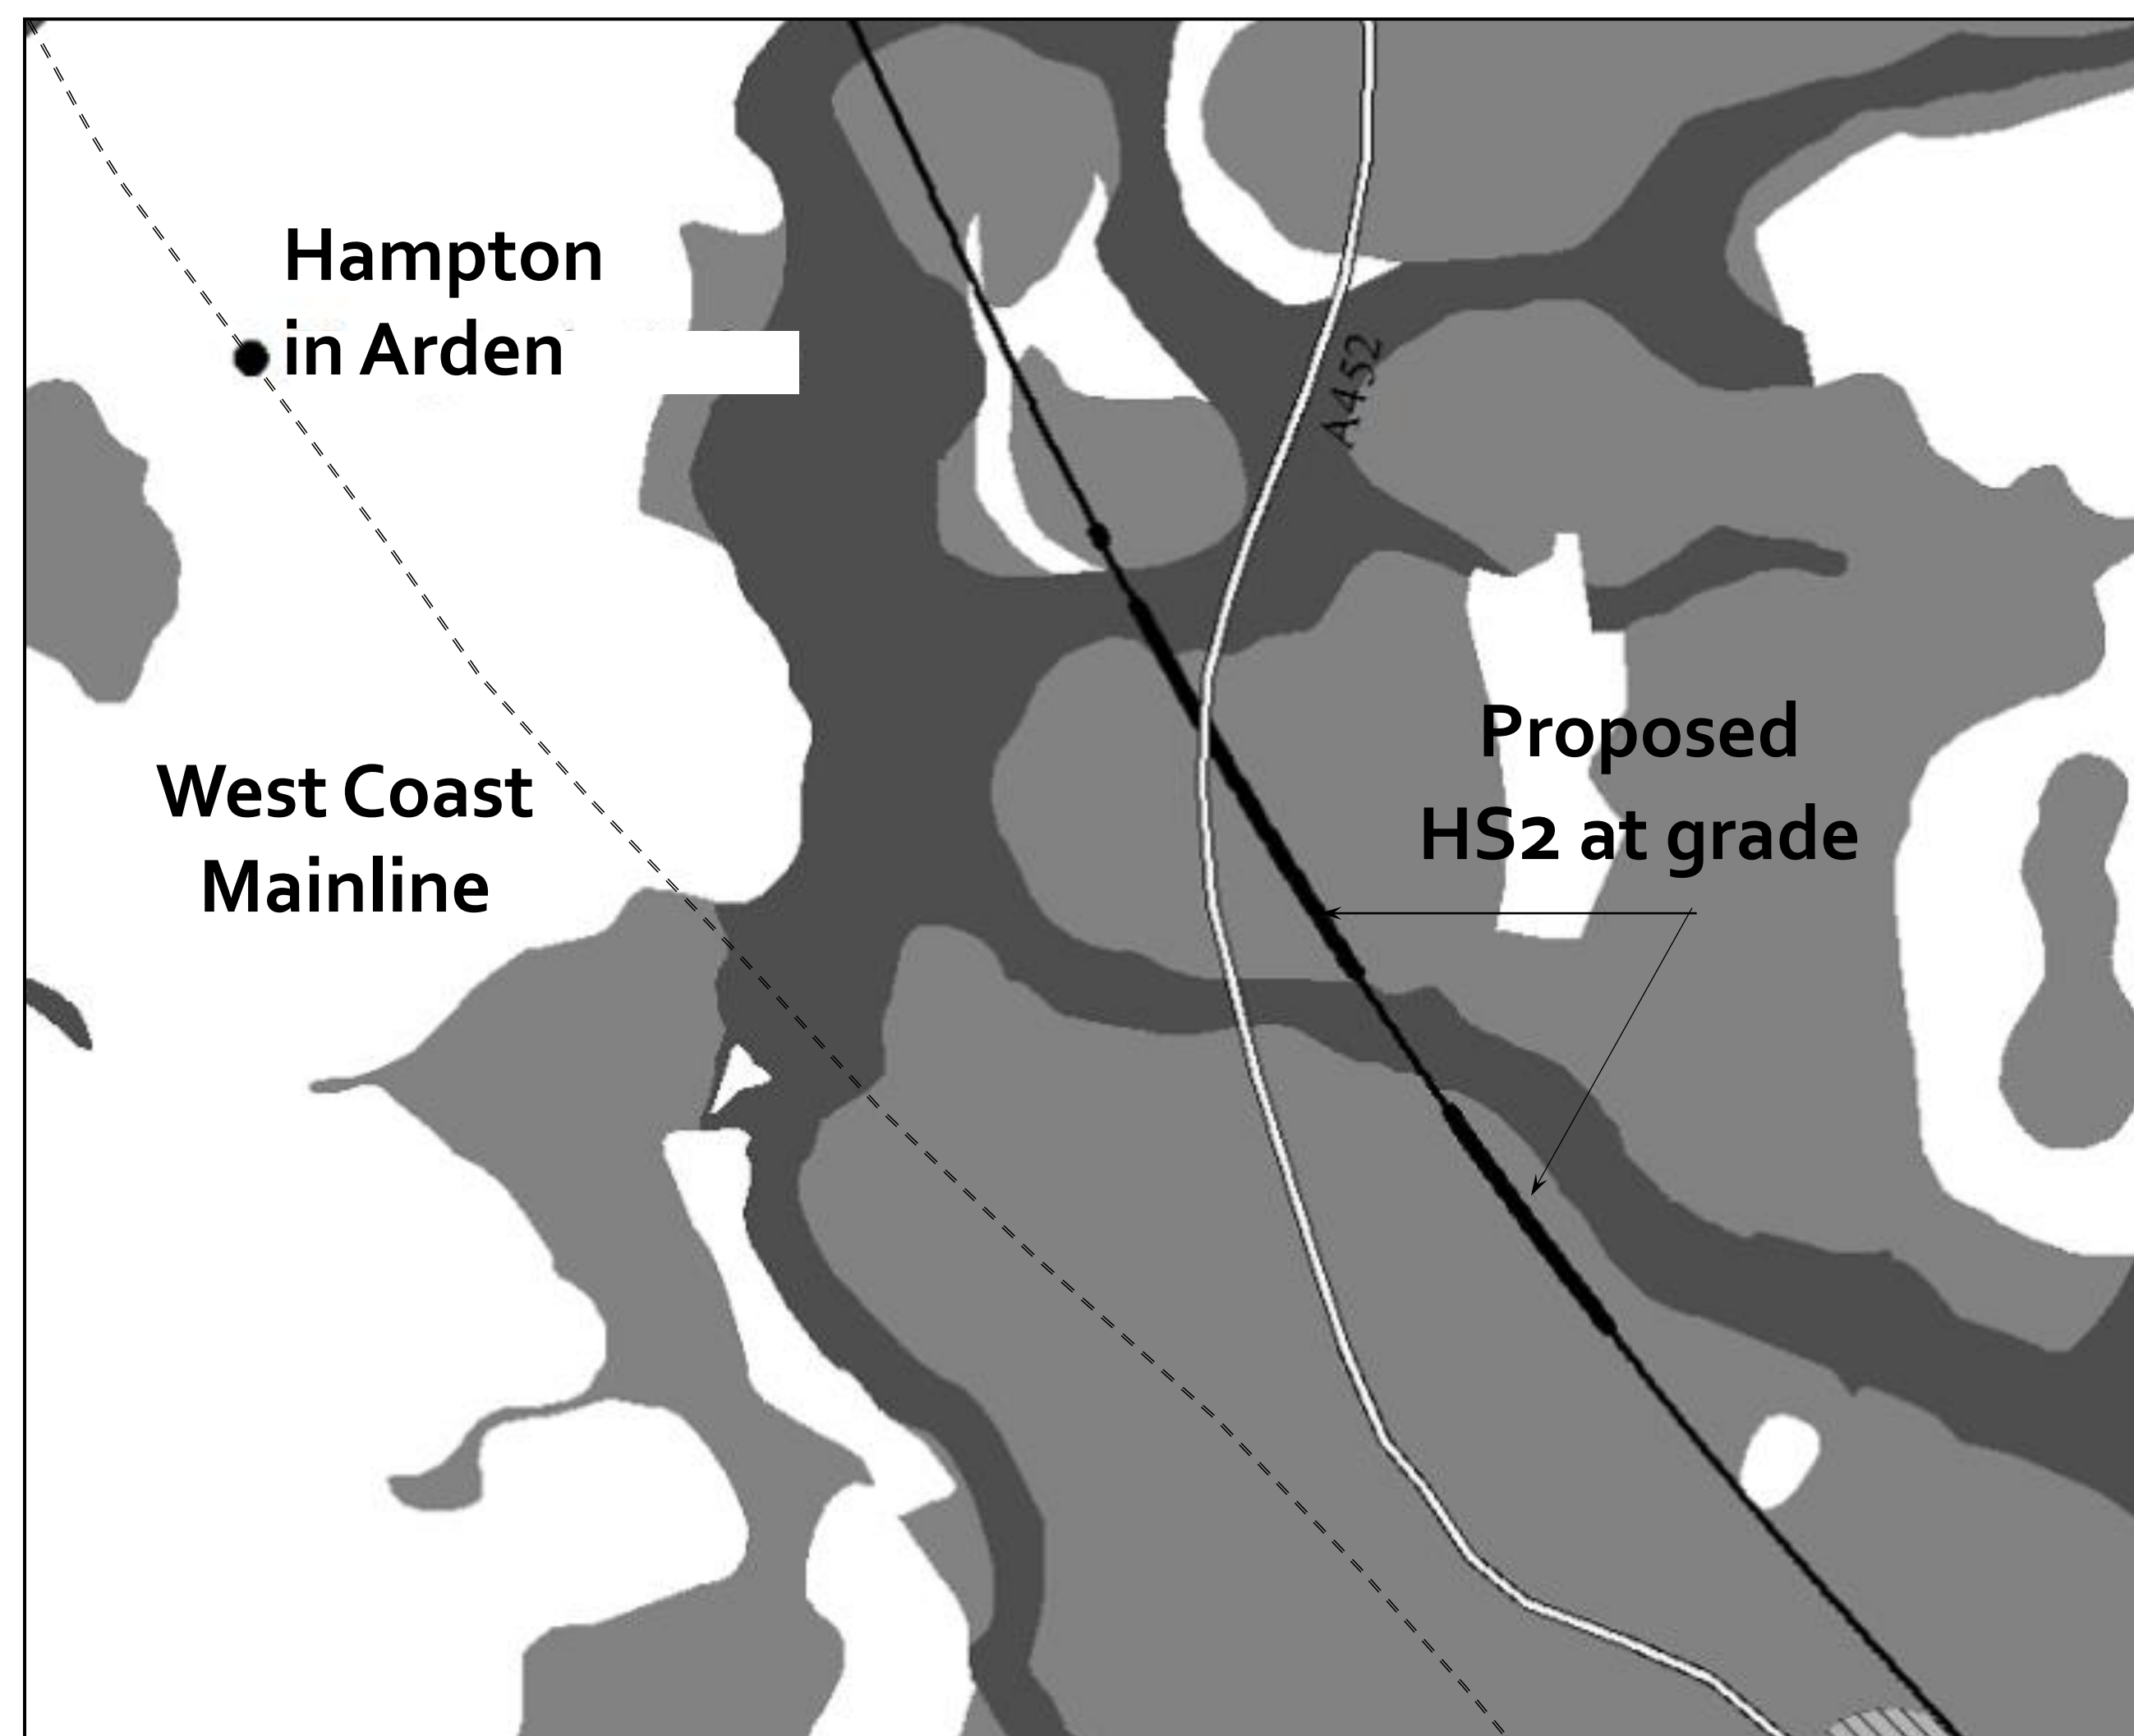 Hampton
in Arden
A452
Proposed
HS2 at grade
West Coast
Mainline